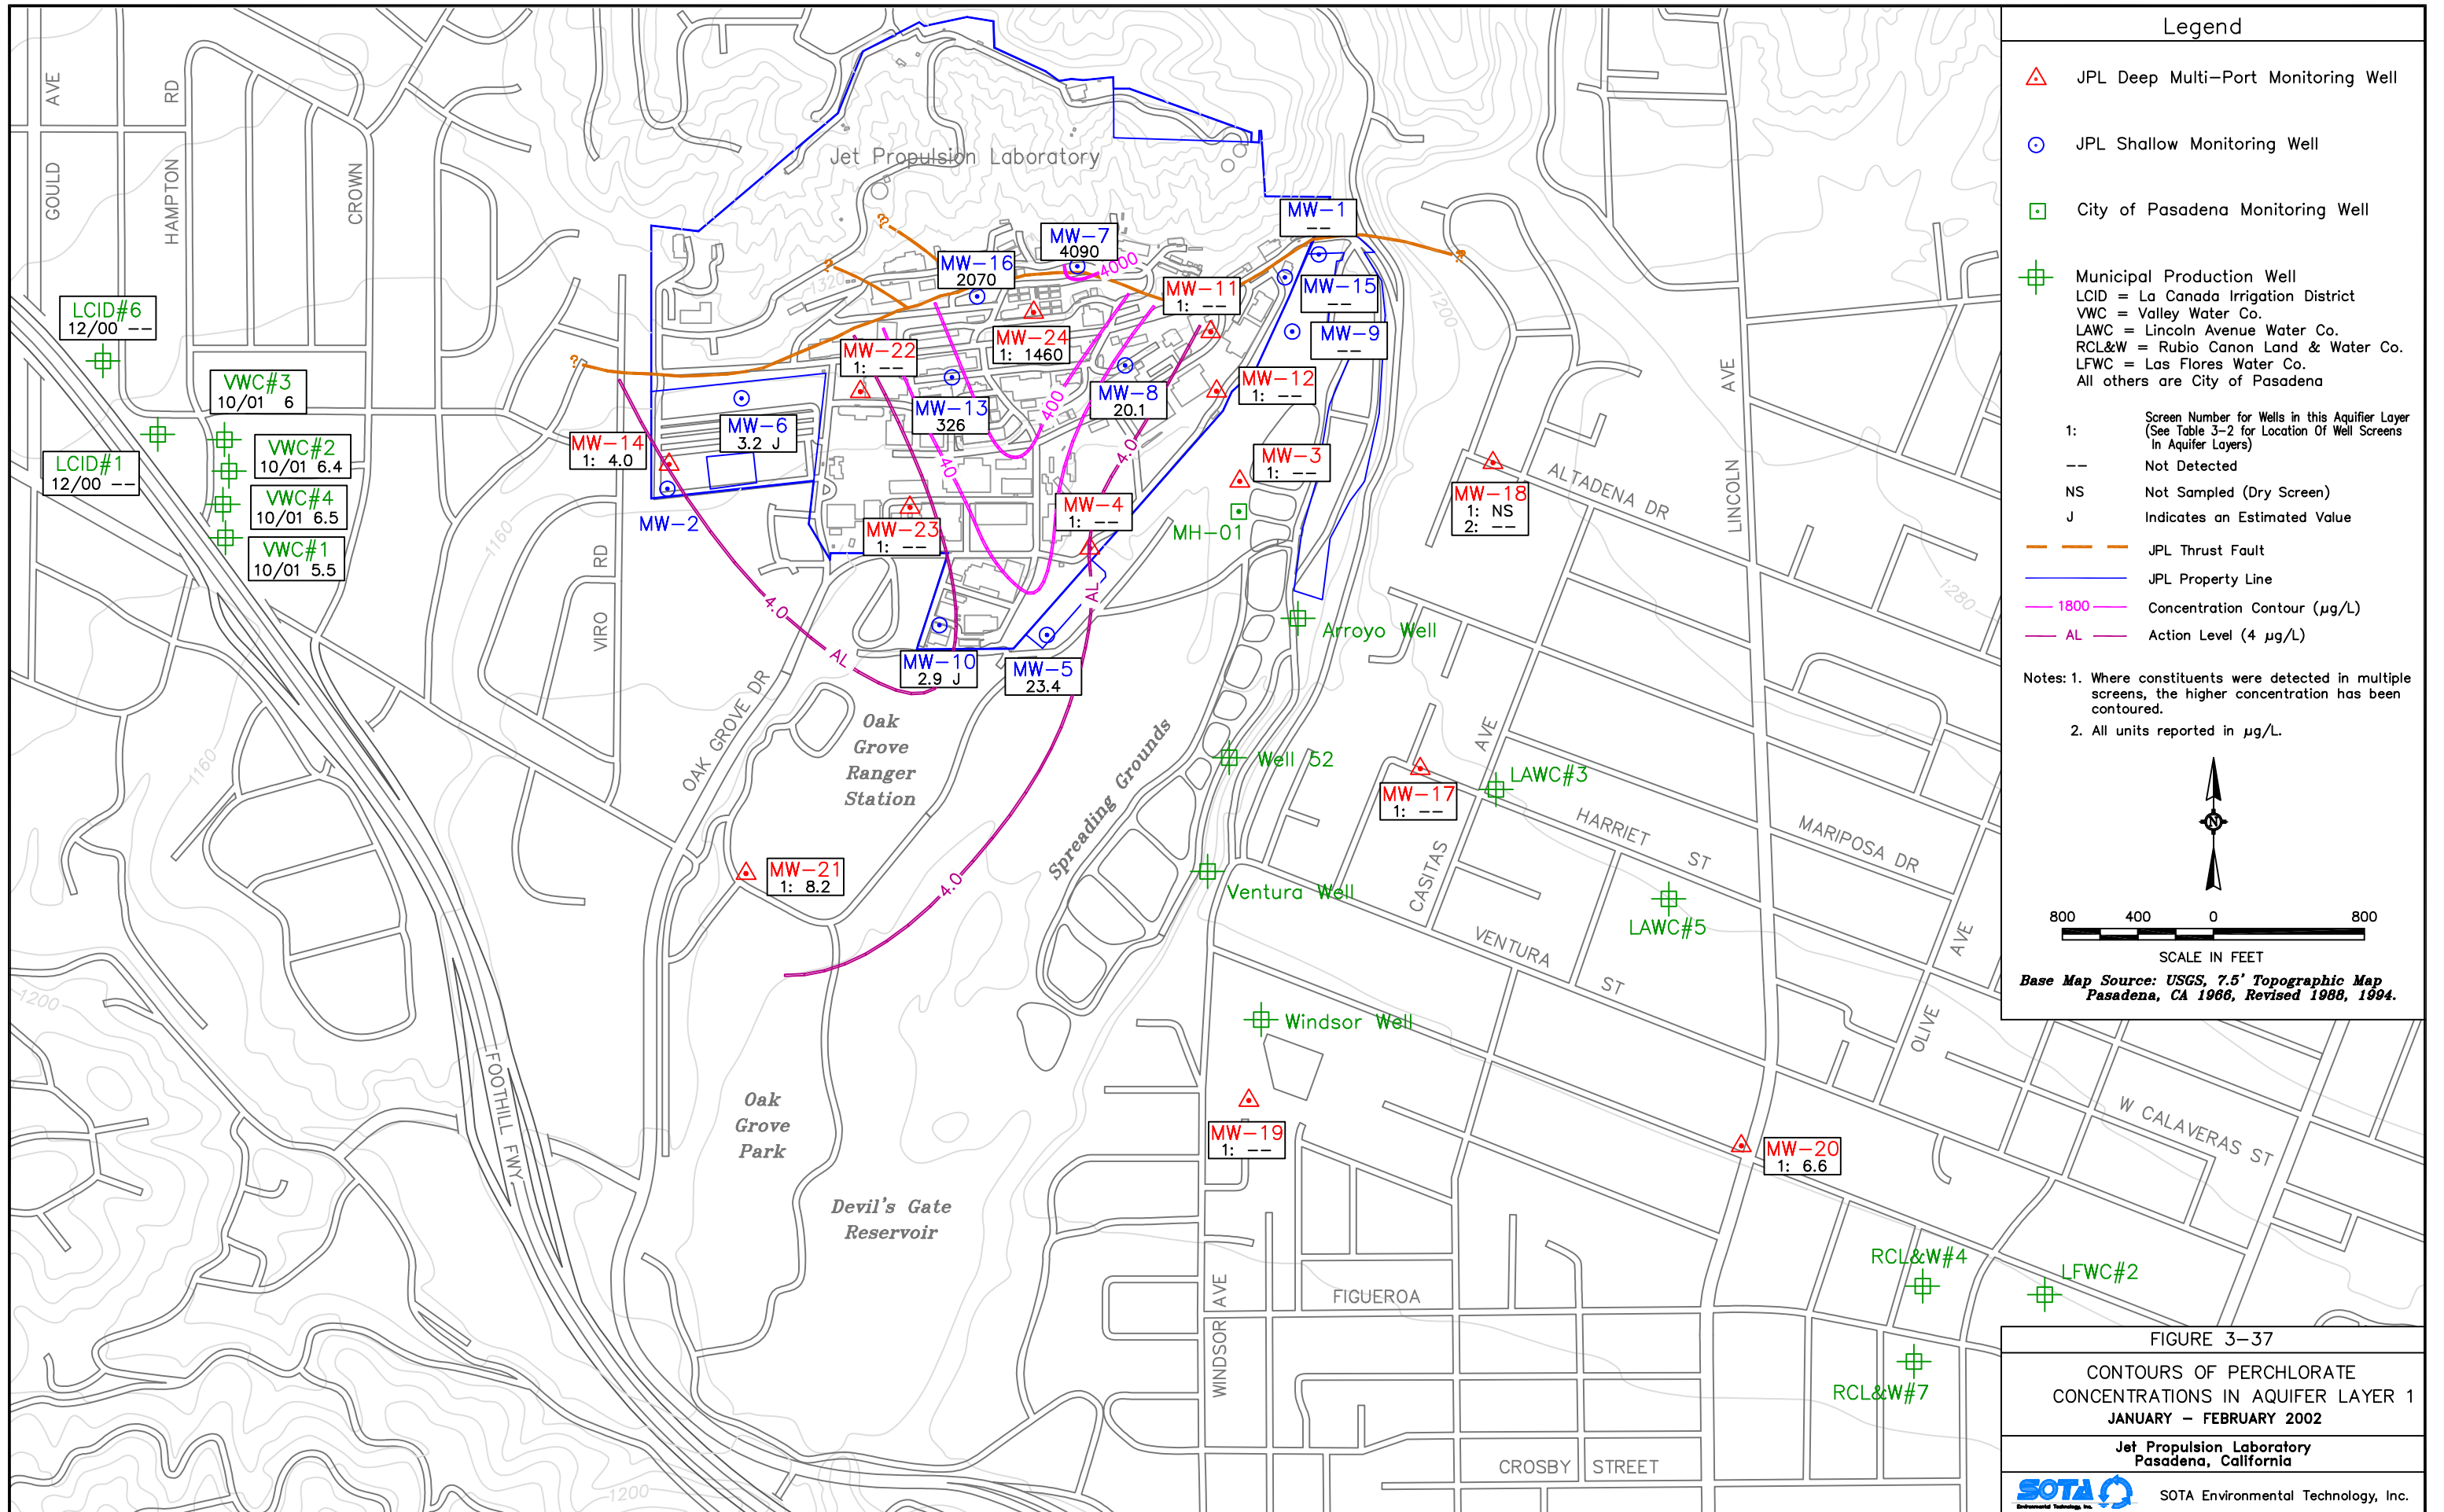 Legend
JPL Deep Multi-Port Monitoring Well
JPL Shallow Monitoring Well
City of Pasadena Monitoring Well
Municipal Production Well
LCID = La Canada Irrigation District
VWC = Valley Water Co.
LAWC = Lincoln Avenue Water Co.
RCL&W = Rubio Canon Land & Water Co.
LFWC = Las Flores Water Co.
All others are City of Pasadena
1:
Screen Number for Wells in this Aquifier Layer
(See Table 3-2 for Location Of Well Screens
In Aquifer Layers)
-- Not Detected
NS Not Sampled (Dry Screen)
J Indicates an Estimated Value
JPL Thrust Fault
JPL Property Line
1800 Concentration Contour (µg/L)
AL Action Level (4 µg/L)
Notes: 1. Where constituents were detected in multiple
screens, the higher concentration has been
contoured.
2. All units reported in µg/L.
N
800 400 0 800
SCALE IN FEET
Base Map Source: USGS, 7.5' Topographic Map
Pasadena, CA 1966, Revised 1988, 1994.
FIGURE 3-37
CONTOURS OF PERCHLORATE
CONCENTRATIONS IN AQUIFER LAYER 1
JANUARY - FEBRUARY 2002
Jet Propulsion Laboratory
Pasadena, California
SOTA
Environmental Technology, Inc.
SOTA Environmental Technology, Inc.
GOULD AVE
HAMPTON RD
CROWN
Jet Propulsion Laboratory
LCID#6
12/00 --
VWC#3
10/01 6
VWC#2
10/01 6.4
LCID#1
12/00 --
VWC#4
10/01 6.5
VWC#1
10/01 5.5
MW-1
--
MW-7
4090
MW-16
2070
4000
MW-11
1: --
MW-15
--
MW-9
--
MW-24
1: 1460
MW-22
1: --
MW-12
1: --
MW-8
20.1
MW-13
326
MW-6
3.2 J
MW-14
1: 4.0
MW-3
1: --
MW-2
MW-23
1: --
MW-4
1: --
MH-01
MW-18
1: NS
2: --
MW-10
2.9 J
MW-5
23.4
MW-17
1: --
MW-21
1: 8.2
MW-19
1: --
MW-20
1: 6.6
?
?
?
?
400
40
4.0
4.0
AL
AL
4.0
1320
1200
1160
1160
1280
1200
1200
Arroyo Well
Well 52
Ventura Well
Windsor Well
LAWC#3
LAWC#5
RCL&W#4
LFWC#2
RCL&W#7
VIRO RD
OAK GROVE DR
Oak
Grove
Ranger
Station
Spreading Grounds
Oak
Grove
Park
Devil's Gate
Reservoir
FOOTHILL FWY
ALTADENA DR
LINCOLN AVE
CASITAS AVE
HARRIET ST
MARIPOSA DR
VENTURA ST
OLIVE AVE
W CALAVERAS ST
WINDSOR AVE
FIGUEROA
CROSBY STREET